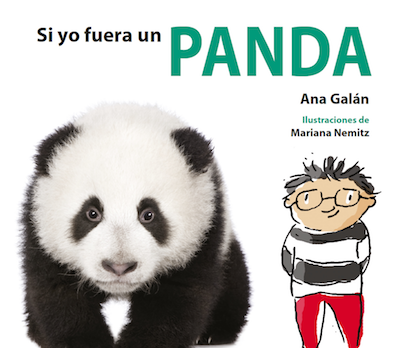 Si yo fuera un PANDA
Ana Galán
Ilustraciones de
Mariana Nemitz